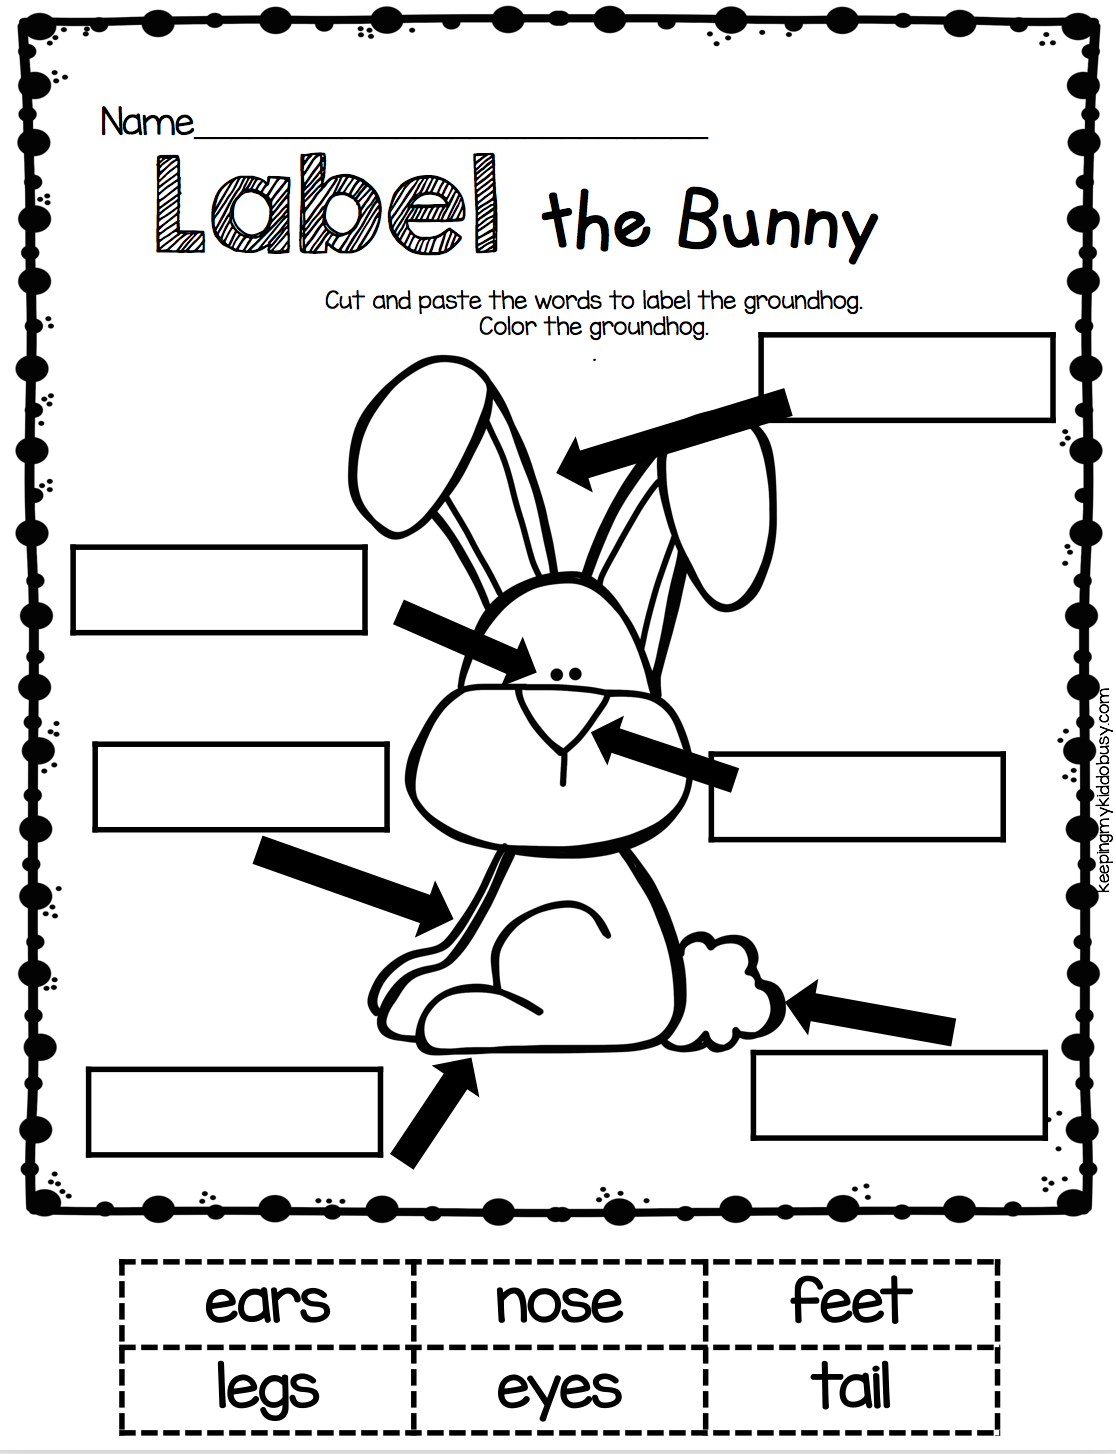 Name
Label the Bunny
Cut and paste the words to label the groundhog.
Color the groundhog.
keepingmykiddobusy.com
ears nose feet
legs eyes tail